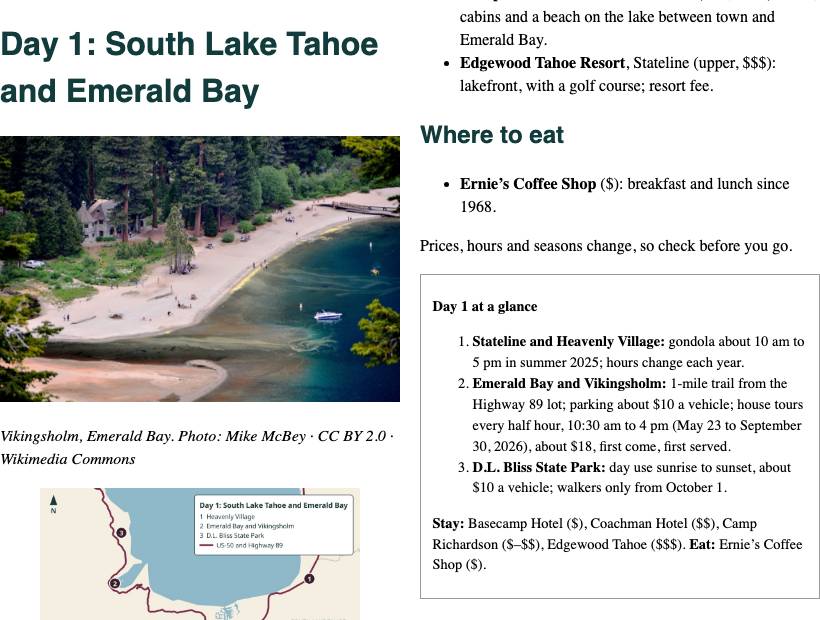 Day 1: South Lake Tahoe
and Emerald Bay
Vikingsholm, Emerald Bay. Photo: Mike McBey · CC BY 2.0 ·
Wikimedia Commons
N
Day 1: South Lake Tahoe and Emerald Bay
1 Heavenly Village
2 Emerald Bay and Vikingsholm
3 D.L. Bliss State Park
US-50 and Highway 89
3
2
1
cabins and a beach on the lake between town and
Emerald Bay.
• Edgewood Tahoe Resort, Stateline (upper, $$$):
lakefront, with a golf course; resort fee.
Where to eat
• Ernie’s Coffee Shop ($): breakfast and lunch since
1968.
Prices, hours and seasons change, so check before you go.
Day 1 at a glance
1. Stateline and Heavenly Village: gondola about 10 am to
5 pm in summer 2025; hours change each year.
2. Emerald Bay and Vikingsholm: 1-mile trail from the
Highway 89 lot; parking about $10 a vehicle; house tours
every half hour, 10:30 am to 4 pm (May 23 to September
30, 2026), about $18, first come, first served.
3. D.L. Bliss State Park: day use sunrise to sunset, about
$10 a vehicle; walkers only from October 1.
Stay: Basecamp Hotel ($), Coachman Hotel ($$), Camp
Richardson ($–$$), Edgewood Tahoe ($$$). Eat: Ernie’s Coffee
Shop ($).